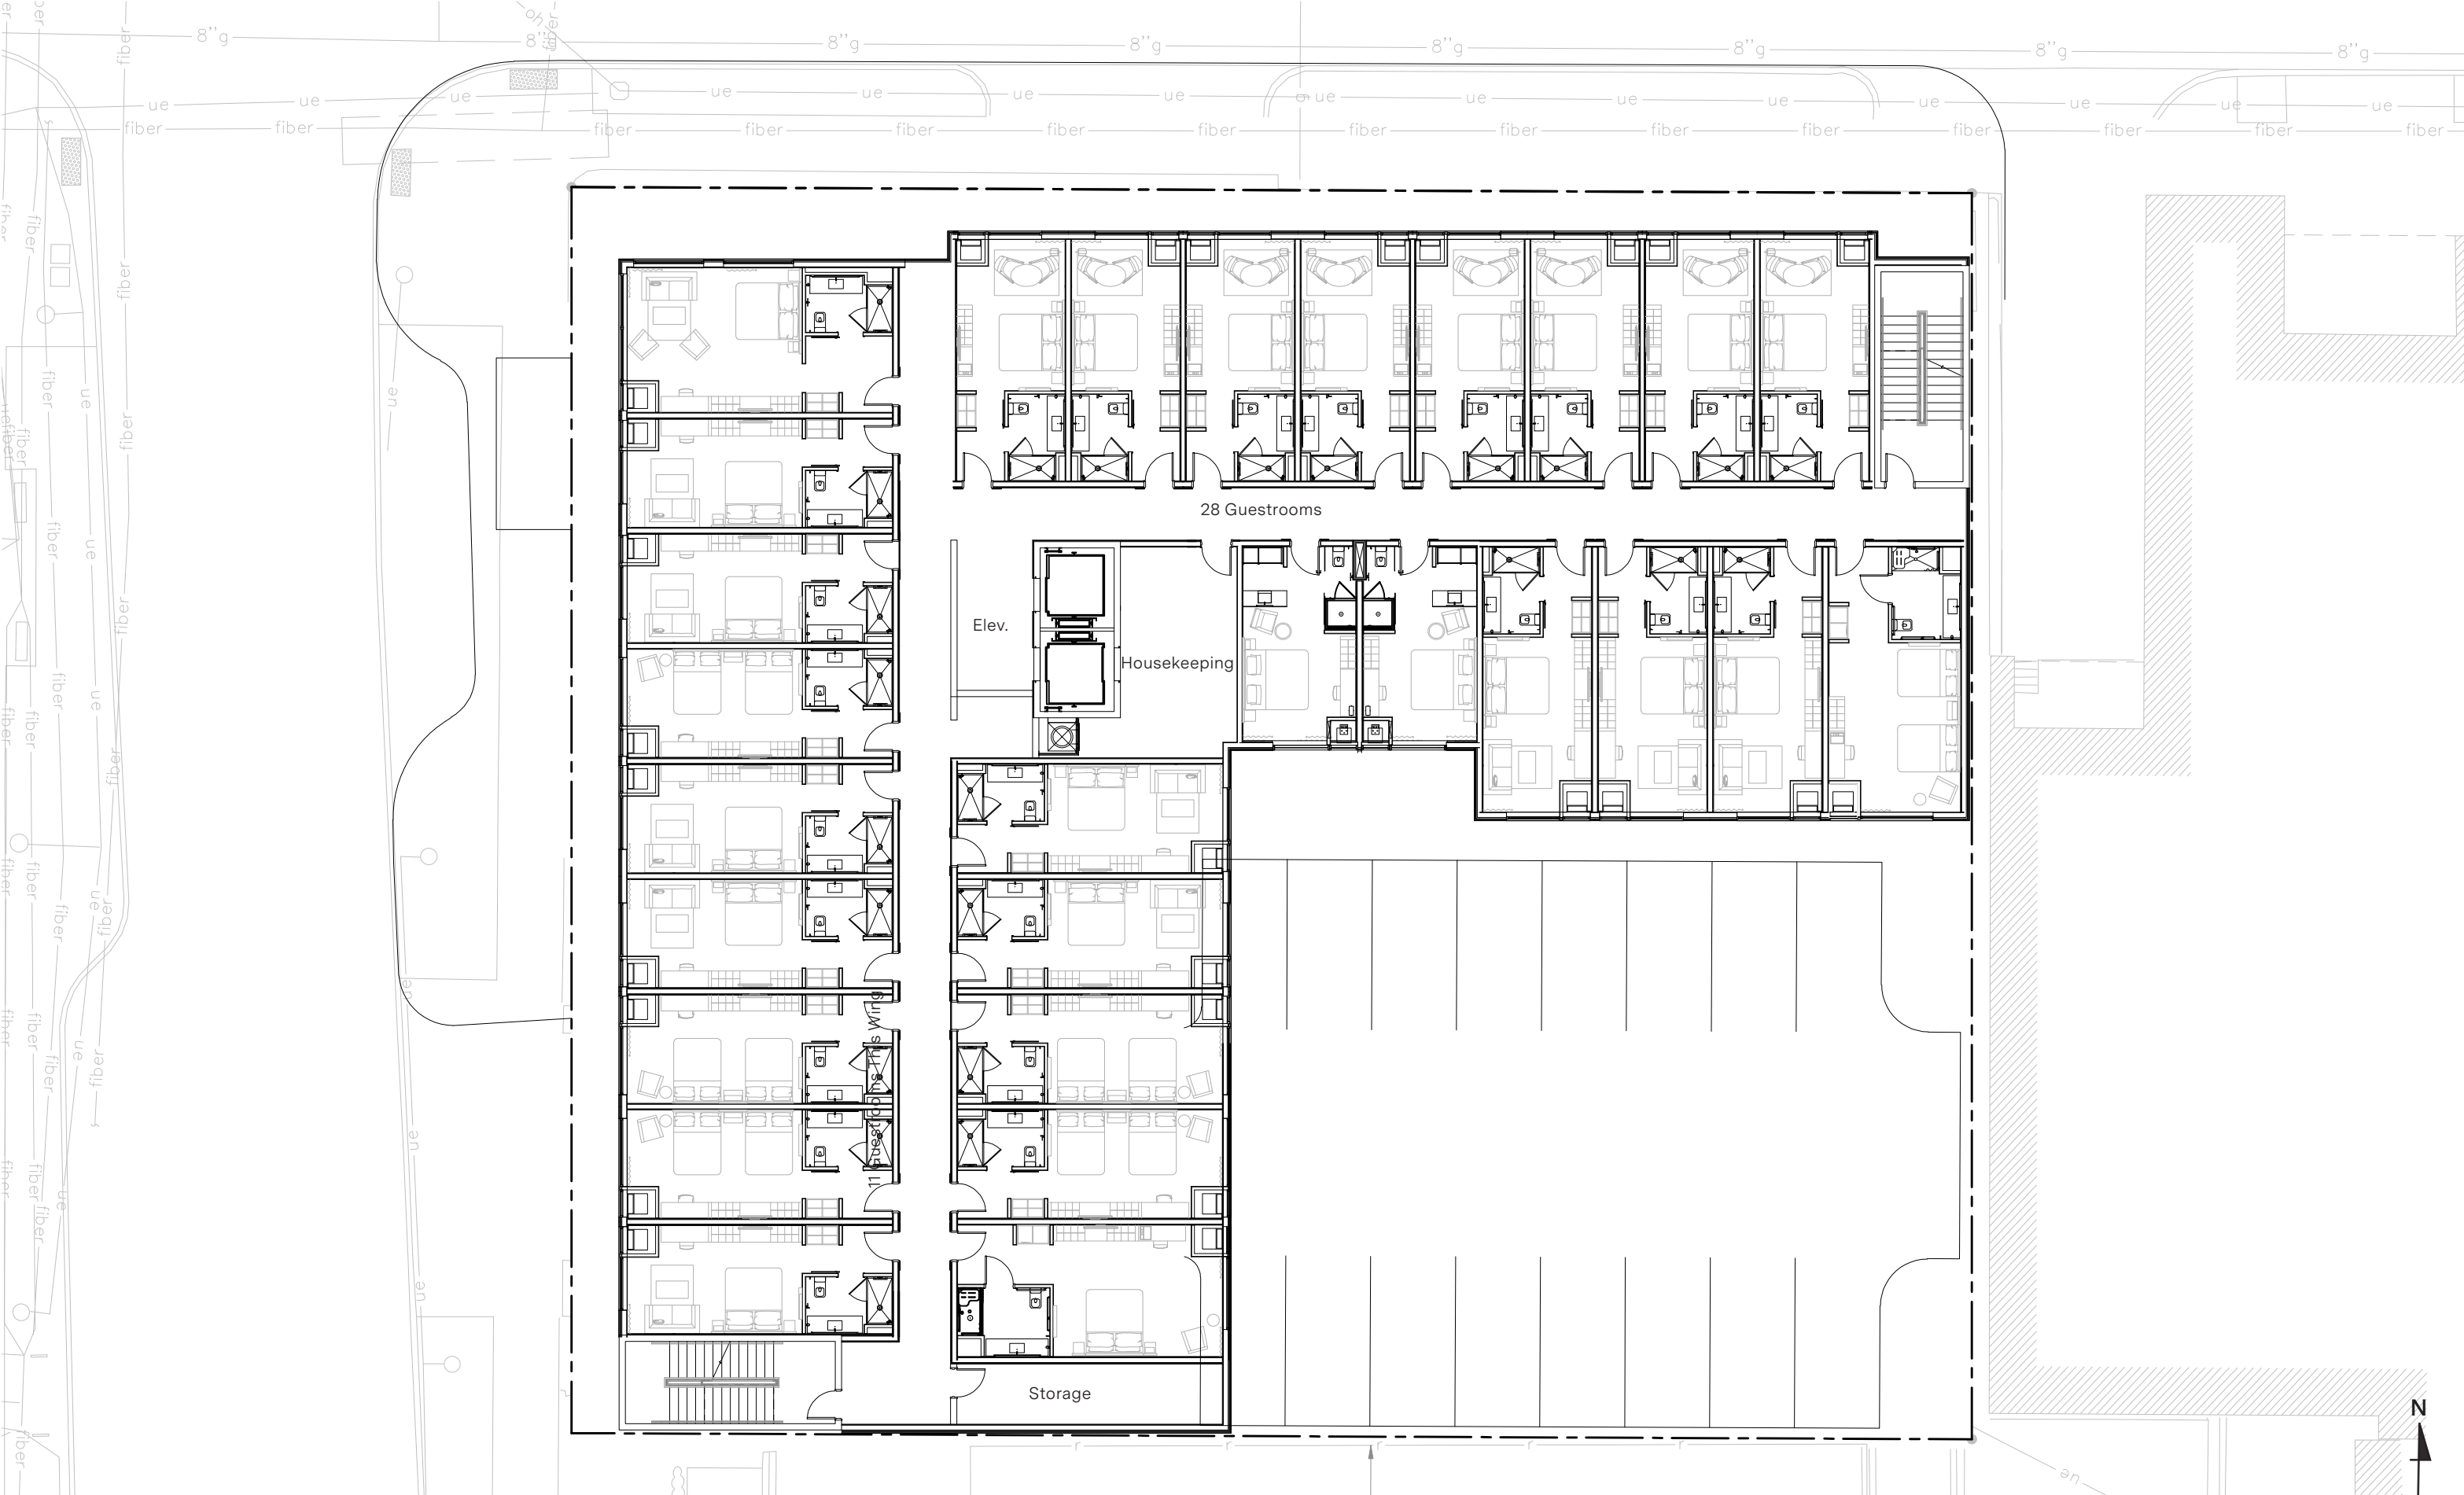 8"g 8"g 8"g 8"g 8"g 8"g 8"g 8"g
ue ue ue ue ue ue ue ue ue ue ue ue ue ue ue
fiber fiber fiber fiber fiber fiber fiber fiber fiber fiber fiber fiber fiber fiber fiber
28 Guestrooms
Elev.
Housekeeping
11 Guestrooms This Wing
Storage
N
r r r r r
ue